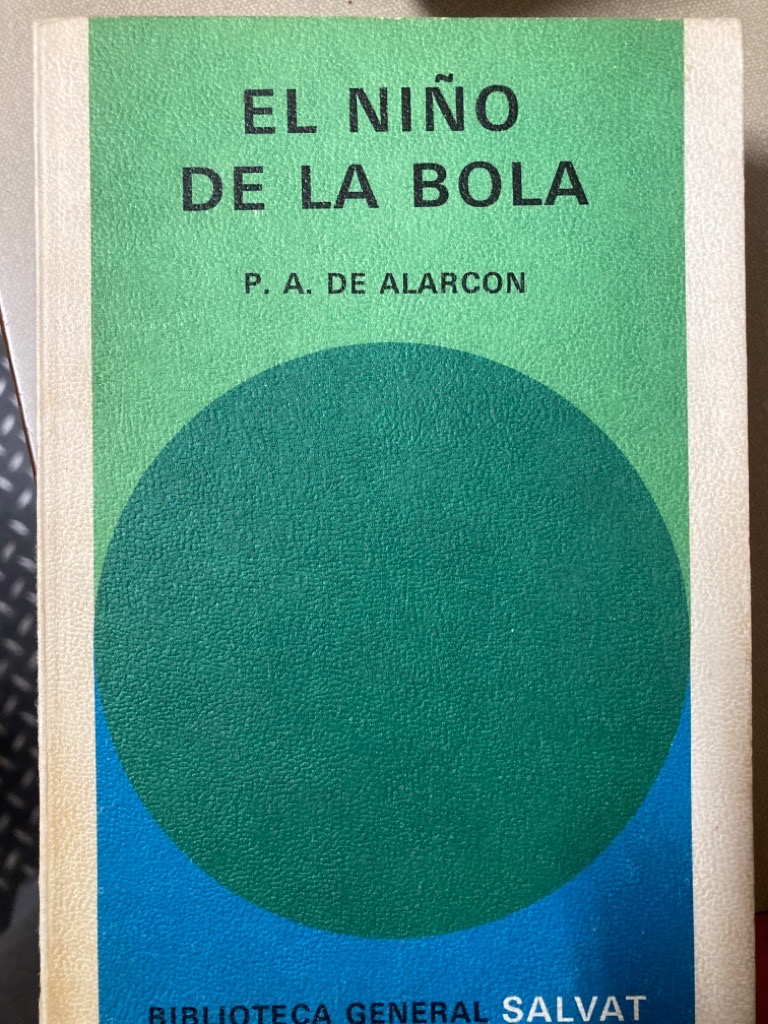 EL NIÑO
DE LA BOLA
P. A. DE ALARCON
BIBLIOTECA GENERAL SALVAT